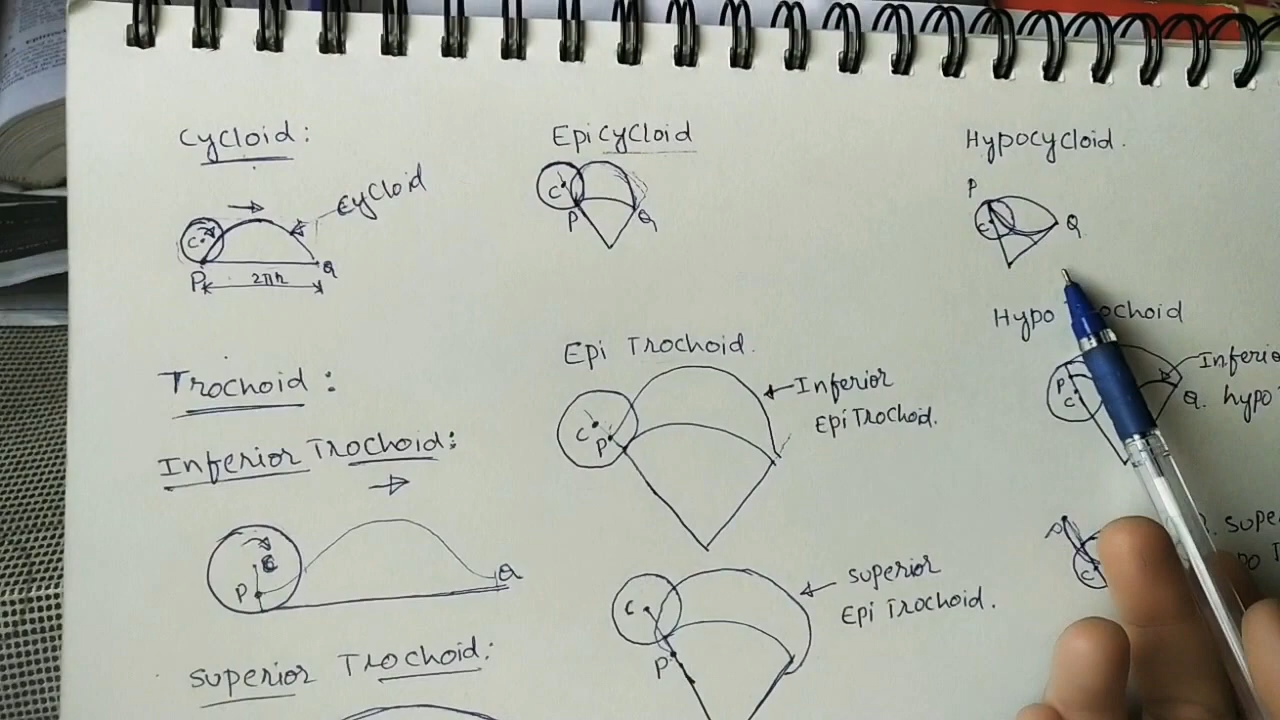 Cycloid:
cycloid
C
P
Q
2πr
Trochoid:
Inferior Trochoid:
C
P
Q
Superior Trochoid:
Epicycloid
C
P
Q
Epi Trochoid.
C
P
Inferior
Epi Trochoid.
C
P
superior
Epi Trochoid.
Hypocycloid.
P
C
Q
Hypo
P
C
Q. hypo
C